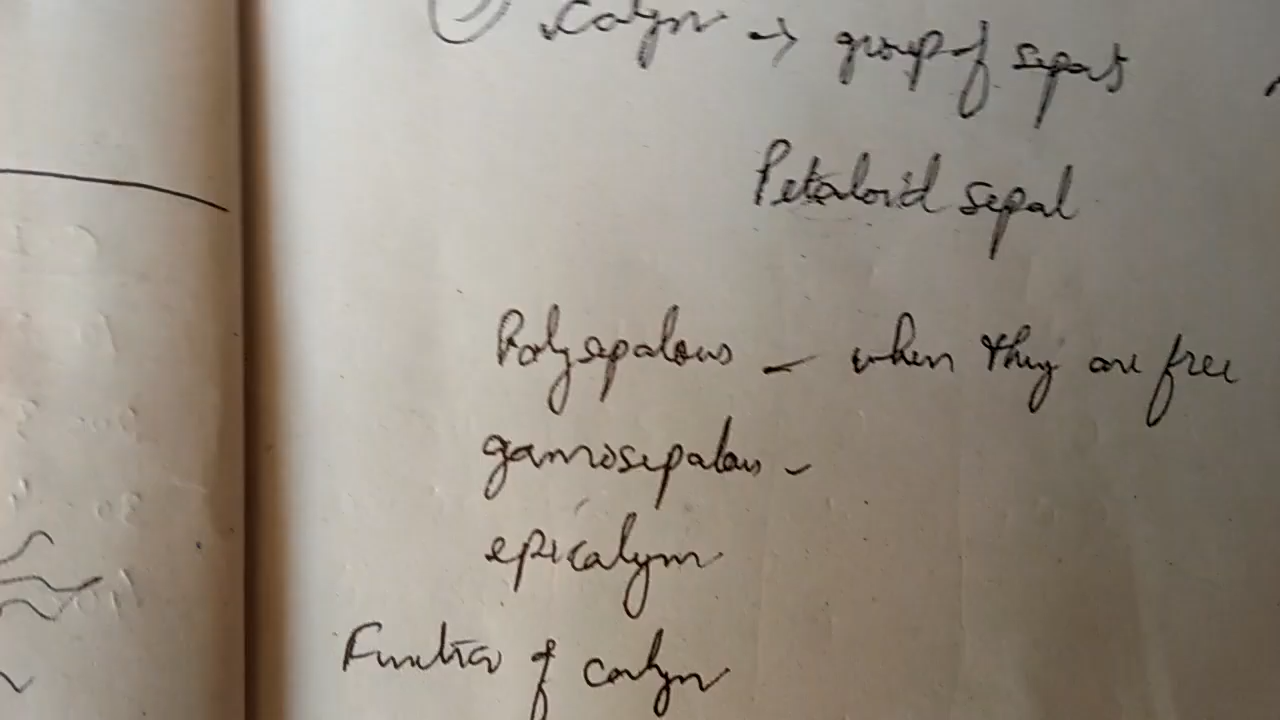 Calyx → group of sepals
Petaloid sepal
Polysepalous - when they are free
gamosepalous -
epicalyx
Function of calyx